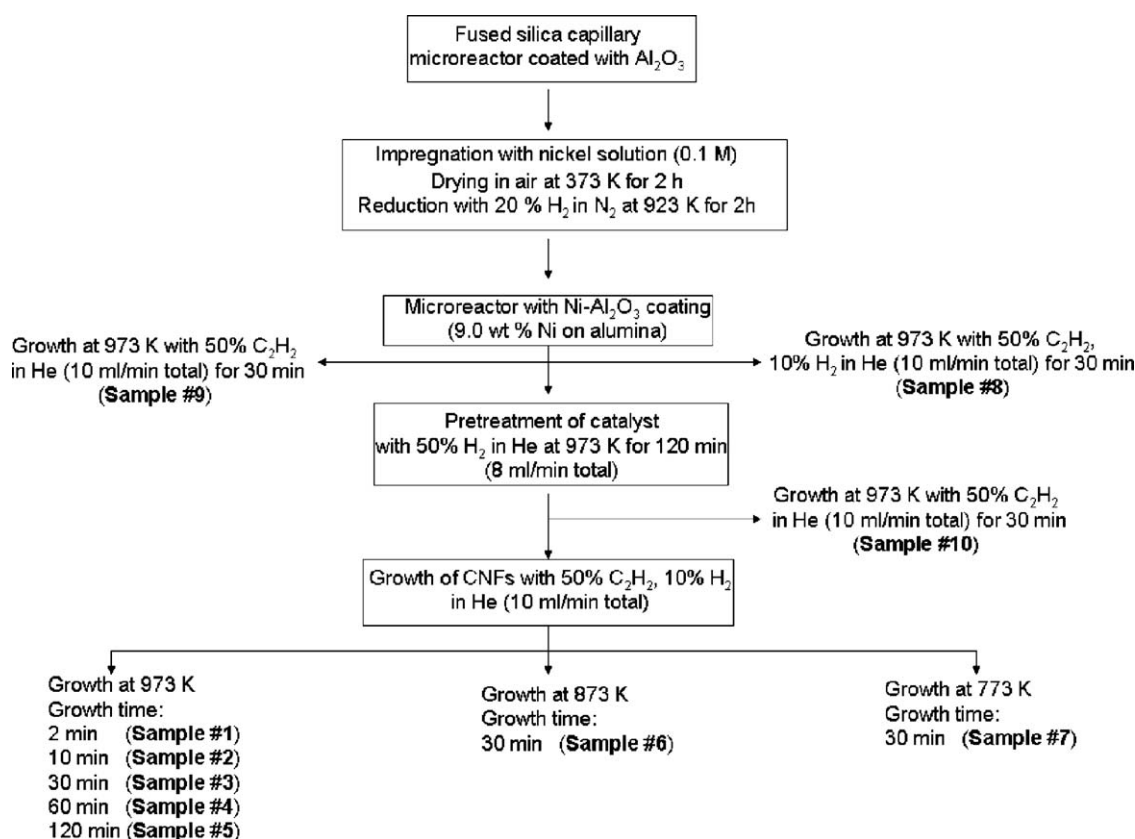 Fused silica capillary
microreactor coated with Al₂O₃
Impregnation with nickel solution (0.1 M)
Drying in air at 373 K for 2 h
Reduction with 20 % H₂ in N₂ at 923 K for 2h
Microreactor with Ni-Al₂O₃ coating
(9.0 wt % Ni on alumina)
Growth at 973 K with 50% C₂H₂
in He (10 ml/min total) for 30 min
(Sample #9)
Growth at 973 K with 50% C₂H₂,
10% H₂ in He (10 ml/min total) for 30 min
(Sample #8)
Pretreatment of catalyst
with 50% H₂ in He at 973 K for 120 min
(8 ml/min total)
Growth at 973 K with 50% C₂H₂
in He (10 ml/min total) for 30 min
(Sample #10)
Growth of CNFs with 50% C₂H₂, 10% H₂
in He (10 ml/min total)
Growth at 973 K
Growth time:
2 min (Sample #1)
10 min (Sample #2)
30 min (Sample #3)
60 min (Sample #4)
120 min (Sample #5)
Growth at 873 K
Growth time:
30 min (Sample #6)
Growth at 773 K
Growth time:
30 min (Sample #7)